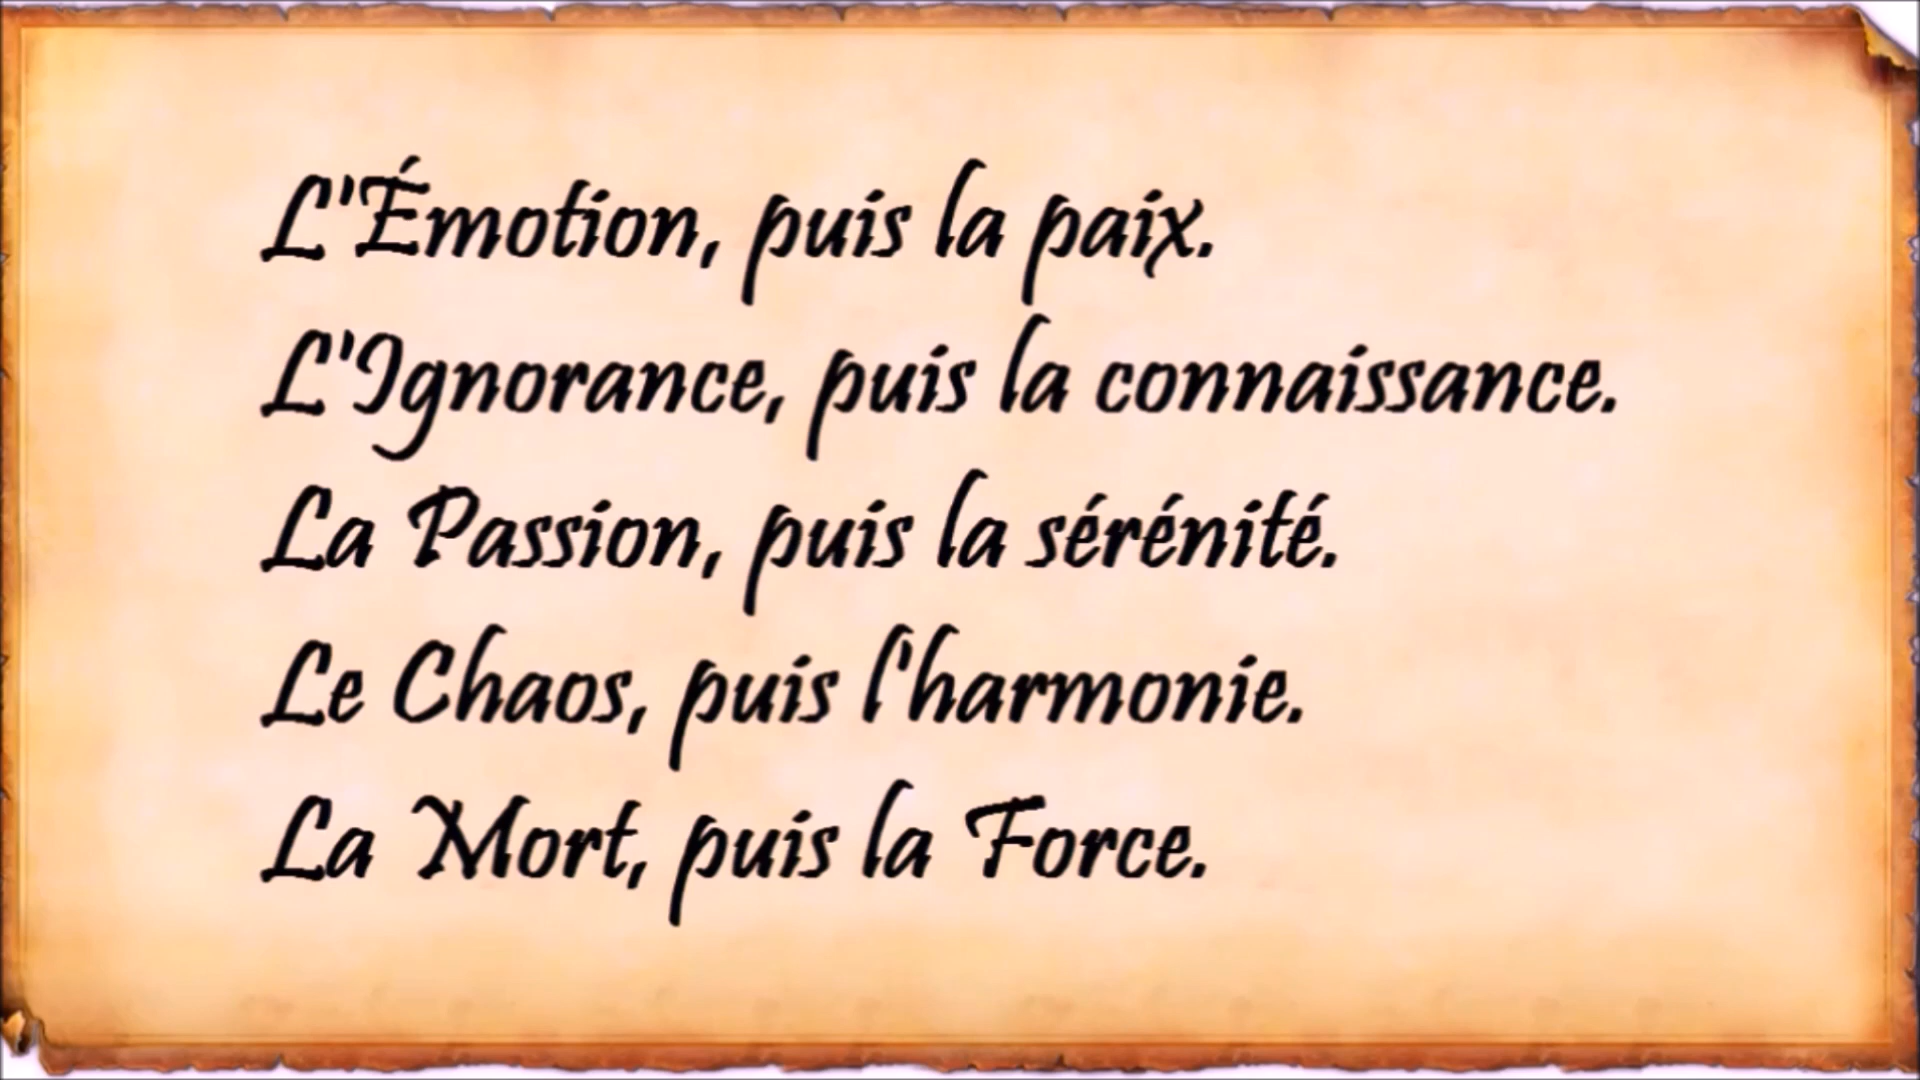 L'Émotion, puis la paix.
L'Ignorance, puis la connaissance.
La Passion, puis la sérénité.
Le Chaos, puis l'harmonie.
La Mort, puis la Force.